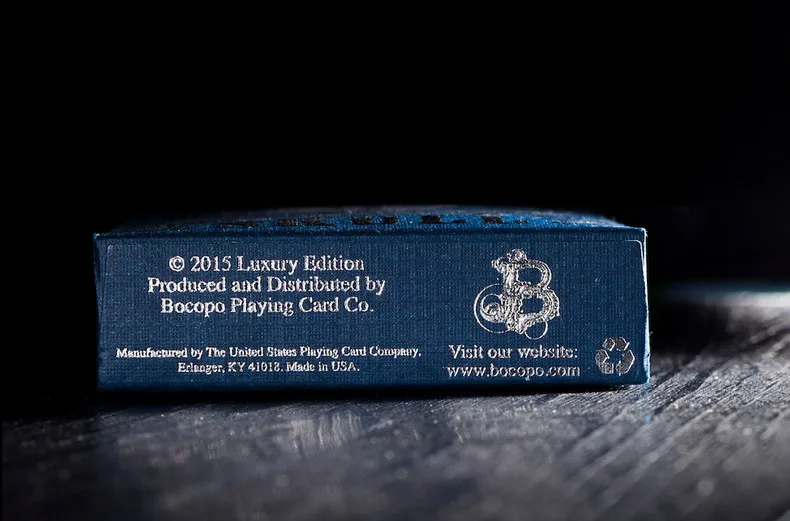 © 2015 Luxury Edition
Produced and Distributed by
Bocopo Playing Card Co.
Manufactured by The United States Playing Card Company,
Erlanger, KY 41018. Made in USA.
B
Visit our website:
www.bocopo.com